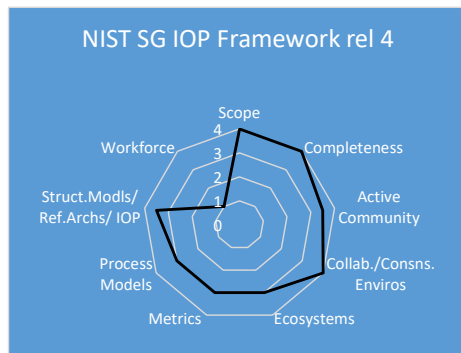 NIST SG IOP Framework rel 4
Scope
Completeness
Active
Community
Collab./Consns.
Enviros
Ecosystems
Metrics
Process
Models
Struct.Modls/
Ref.Archs/ IOP
Workforce
4
3
2
1
0